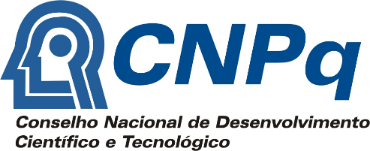 CNPq
Conselho Nacional de Desenvolvimento
Científico e Tecnológico